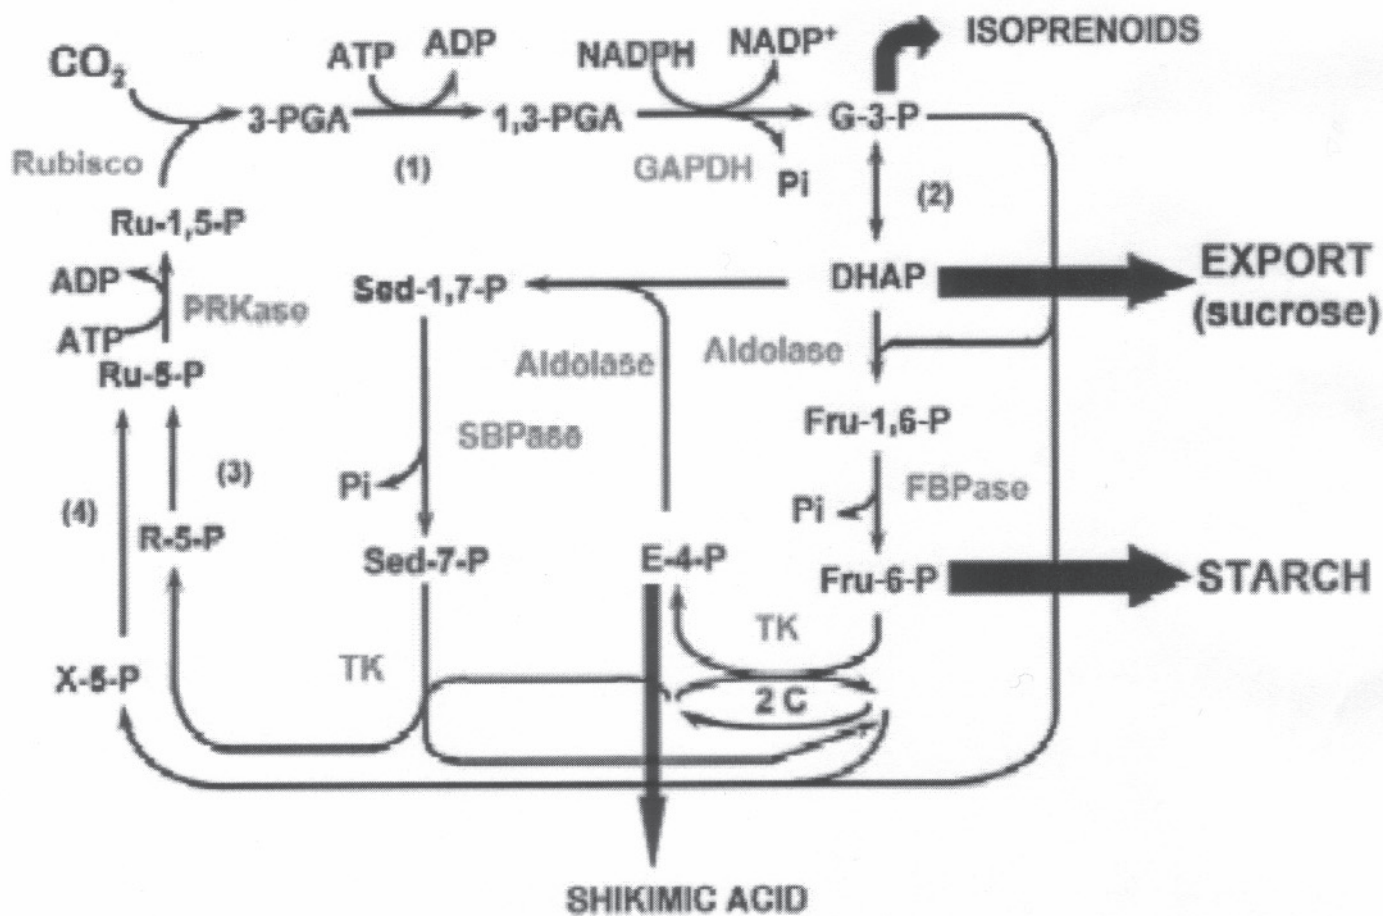 ISOPRENOIDS
CO2
ATP
ADP
NADPH
NADP+
3-PGA
1,3-PGA
G-3-P
Rubisco
(1)
GAPDH
Pi
(2)
Ru-1,5-P
ADP
PRKase
ATP
Ru-5-P
Sed-1,7-P
DHAP
EXPORT
(sucrose)
Aldolase
Aldolase
Fru-1,6-P
SBPase
Pi
(3)
(4)
FBPase
Pi
R-5-P
Sed-7-P
E-4-P
Fru-6-P
STARCH
TK
TK
X-5-P
2 C
SHIKIMIC ACID